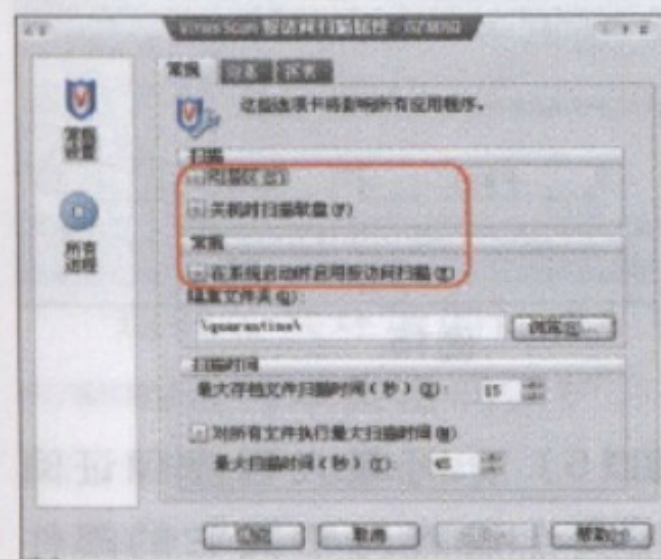 VirusScan 按访问扫描属性
常规
常规
设置
所有
进程
这些选项卡将影响所有应用程序。
扫描
引导区(B)
关机时扫描软盘(F)
常规
在系统启动时启用按访问扫描(E)
隔离文件夹(Q):
\quarantine\
浏览
扫描时间
最大存档文件扫描时间(秒)(X): 15
对所有文件执行最大扫描时间(M)
最大扫描时间(秒)(T): 45
确定 取消 帮助(H)